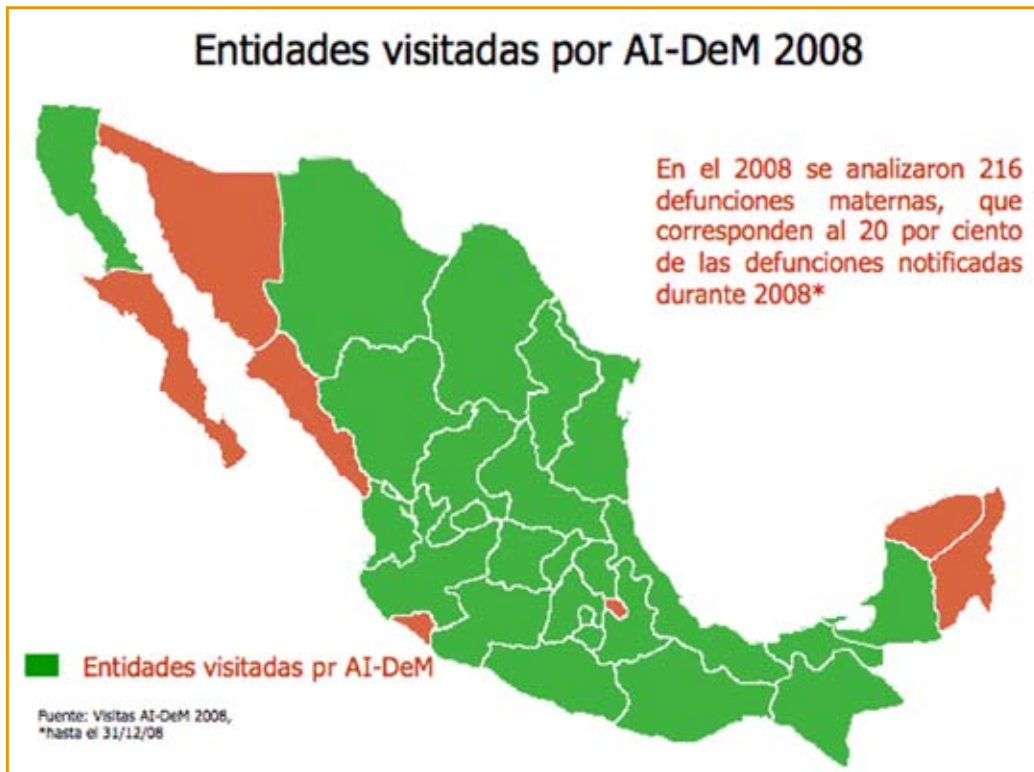 Entidades visitadas por AI-DeM 2008
En el 2008 se analizaron 216
defunciones maternas, que
corresponden al 20 por ciento
de las defunciones notificadas
durante 2008*
Entidades visitadas pr AI-DeM
Fuente: Visitas AI-DeM 2008,
*hasta el 31/12/08